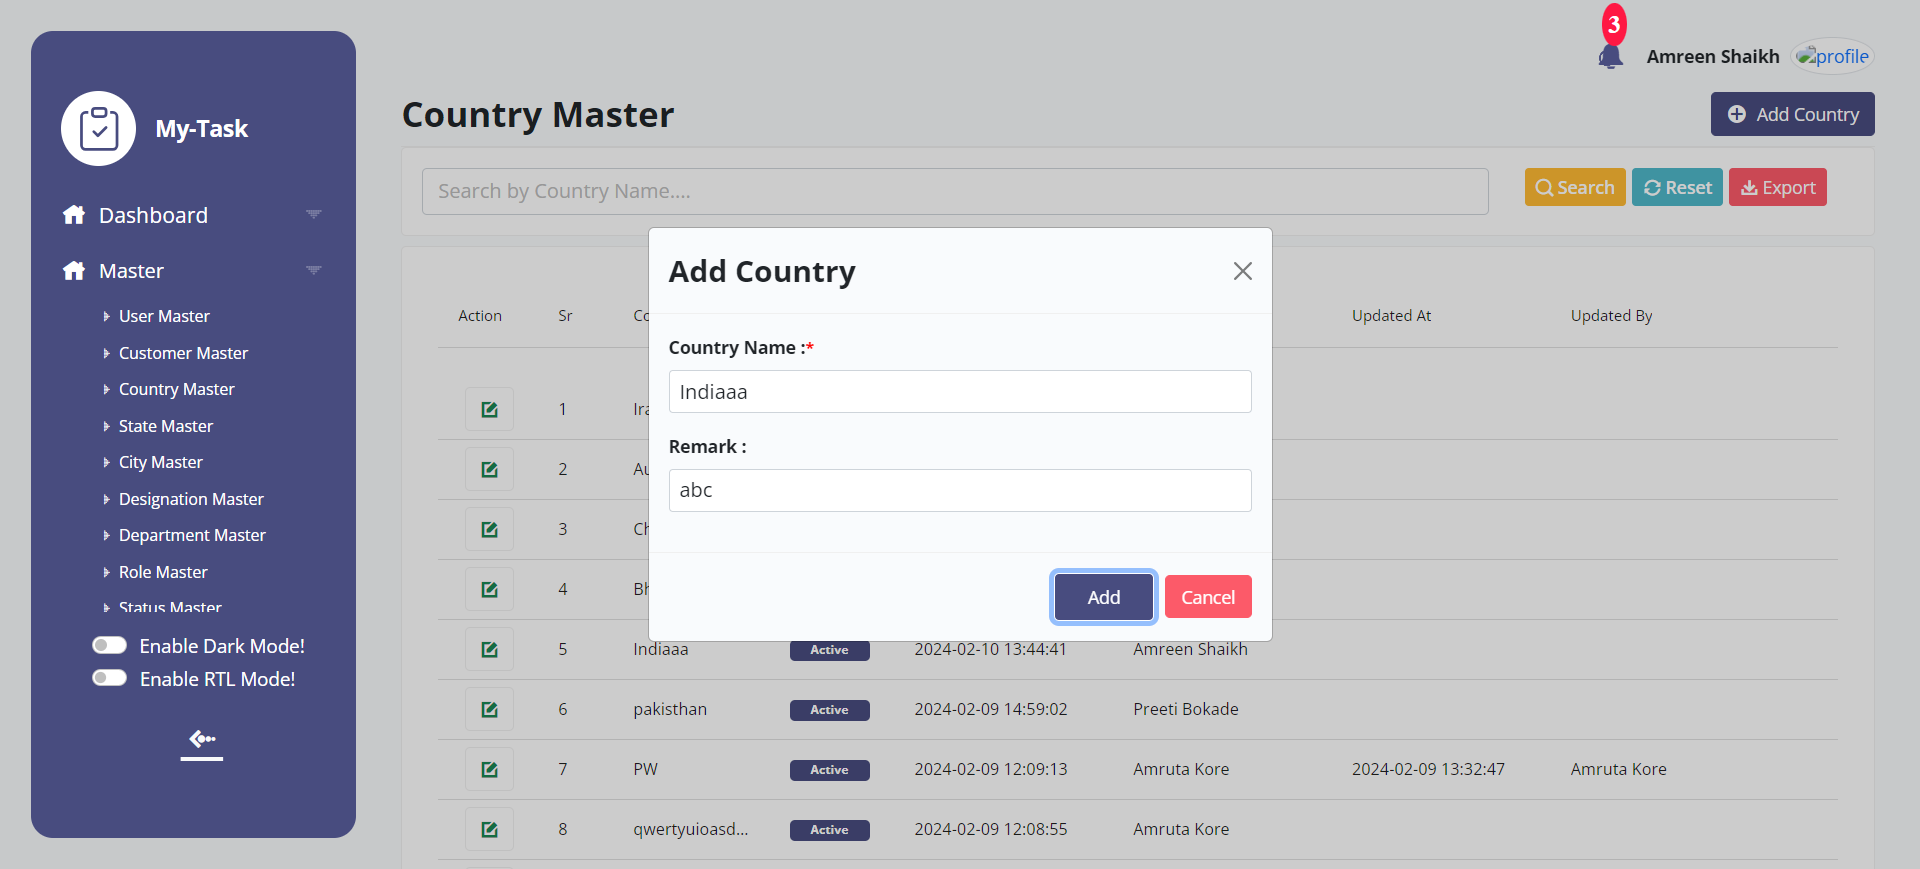 3
Amreen Shaikh
profile
My-Task
Dashboard
Master
User Master
Customer Master
Country Master
State Master
City Master
Designation Master
Department Master
Role Master
Status Master
Enable Dark Mode!
Enable RTL Mode!
Country Master
Add Country
Search by Country Name....
Search
Reset
Export
Action Sr Updated At Updated By
1
2
3
4
5 Indiaaa Active 2024-02-10 13:44:41 Amreen Shaikh
6 pakisthan Active 2024-02-09 14:59:02 Preeti Bokade
7 PW Active 2024-02-09 12:09:13 Amruta Kore 2024-02-09 13:32:47 Amruta Kore
8 qwertyuioasd... Active 2024-02-09 12:08:55 Amruta Kore
Add Country
Country Name :*
Indiaaa
Remark :
abc
Add
Cancel